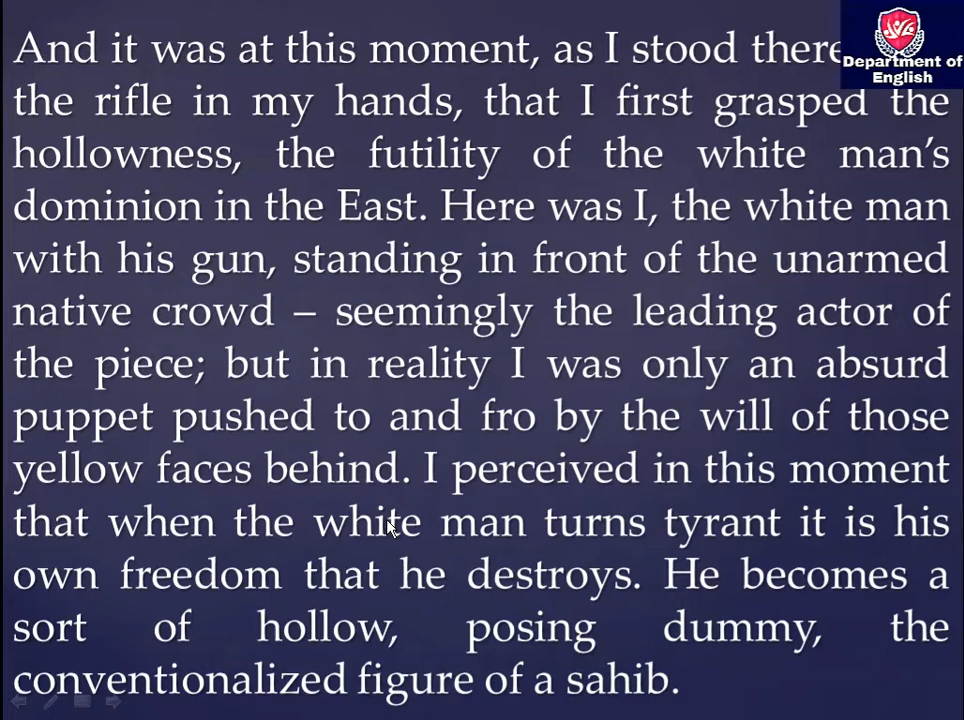 And it was at this moment, as I stood there
the rifle in my hands, that I first grasped the
hollowness, the futility of the white man's
dominion in the East. Here was I, the white man
with his gun, standing in front of the unarmed
native crowd – seemingly the leading actor of
the piece; but in reality I was only an absurd
puppet pushed to and fro by the will of those
yellow faces behind. I perceived in this moment
that when the white man turns tyrant it is his
own freedom that he destroys. He becomes a
sort of hollow, posing dummy, the
conventionalized figure of a sahib.
Department of
English